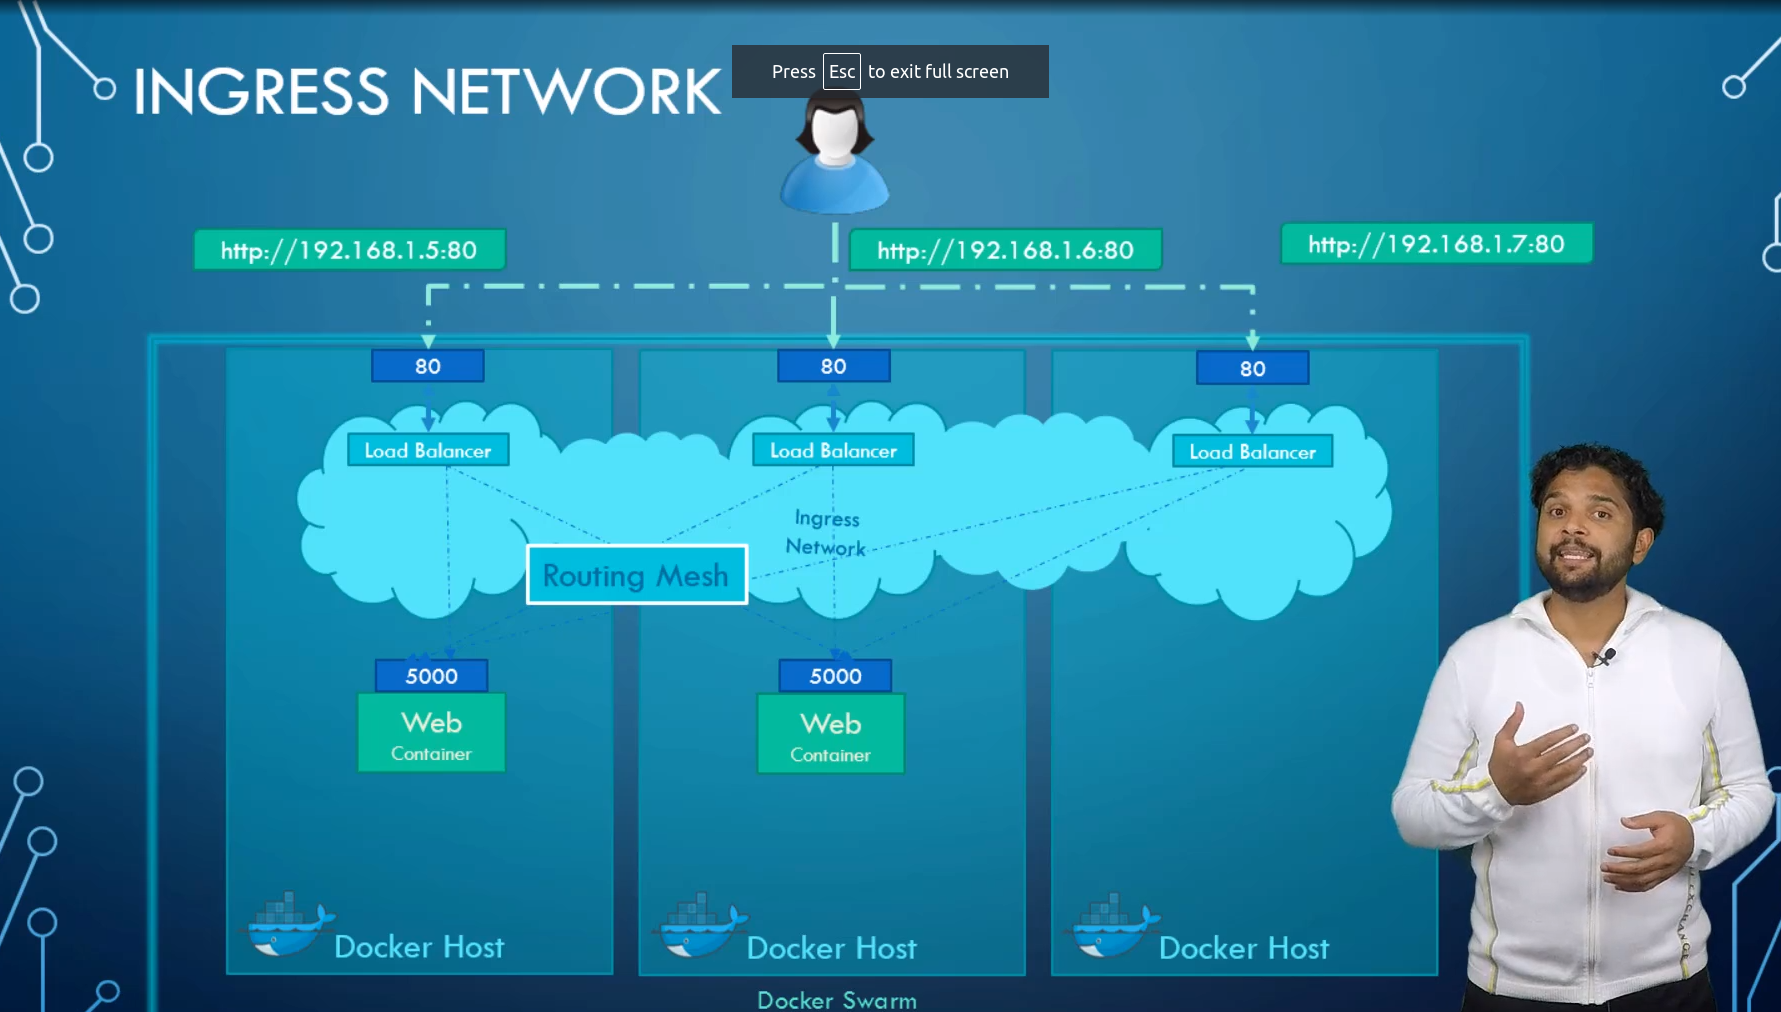 INGRESS NETWORK
Press Esc to exit full screen
http://192.168.1.5:80
http://192.168.1.6:80
http://192.168.1.7:80
80
80
80
Load Balancer
Load Balancer
Load Balancer
Ingress
Network
Routing Mesh
5000
5000
Web
Container
Web
Container
Docker Host
Docker Host
Docker Host
Docker Swarm